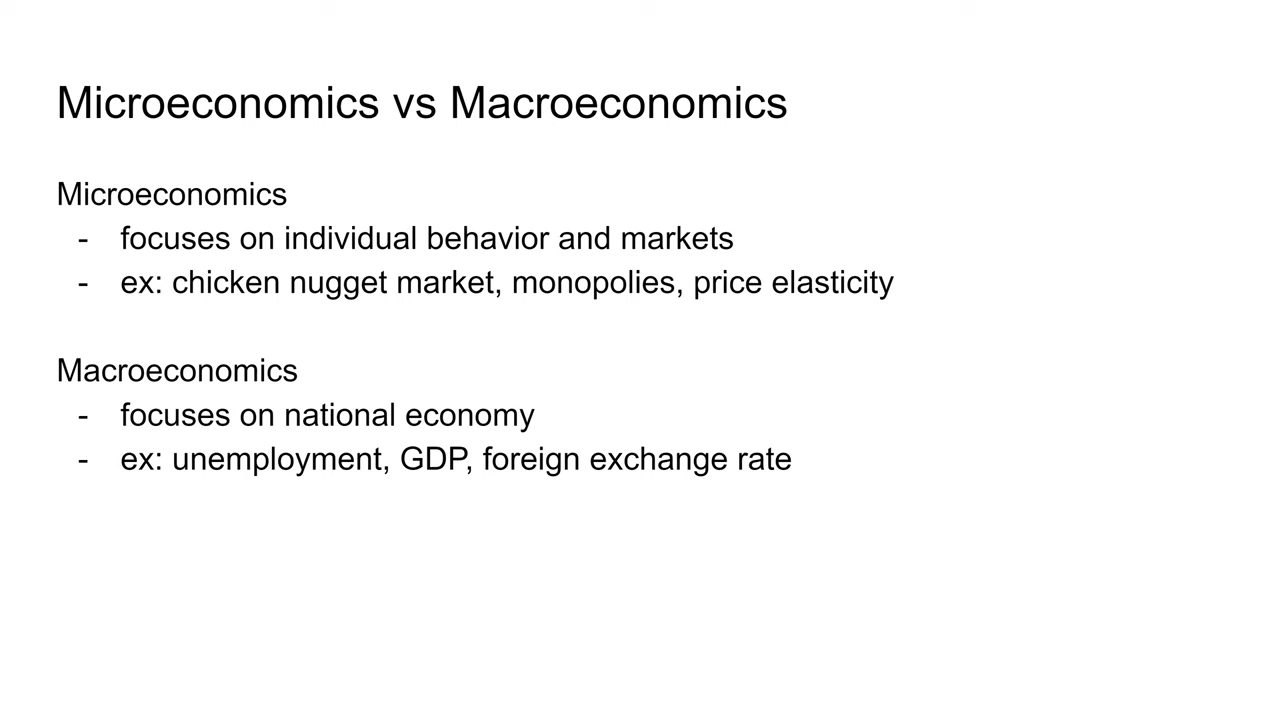 Microeconomics vs Macroeconomics
Microeconomics
- focuses on individual behavior and markets
- ex: chicken nugget market, monopolies, price elasticity
Macroeconomics
- focuses on national economy
- ex: unemployment, GDP, foreign exchange rate